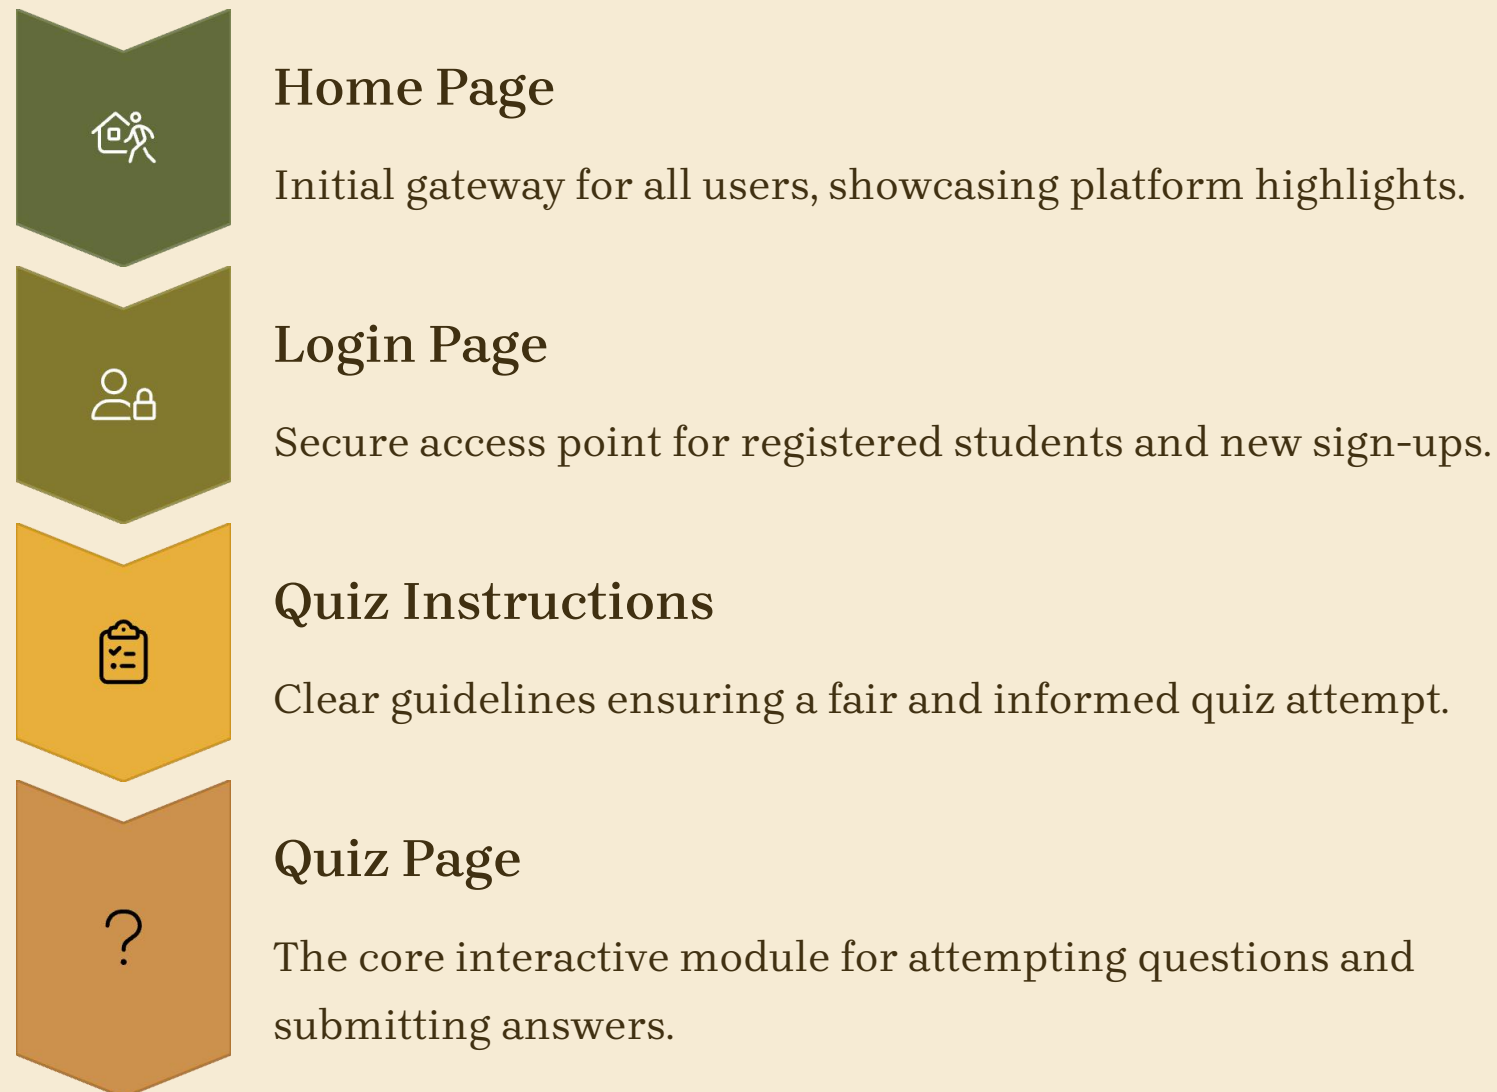 Home Page
Initial gateway for all users, showcasing platform highlights.
Login Page
Secure access point for registered students and new sign-ups.
Quiz Instructions
Clear guidelines ensuring a fair and informed quiz attempt.
Quiz Page
?
The core interactive module for attempting questions and
submitting answers.